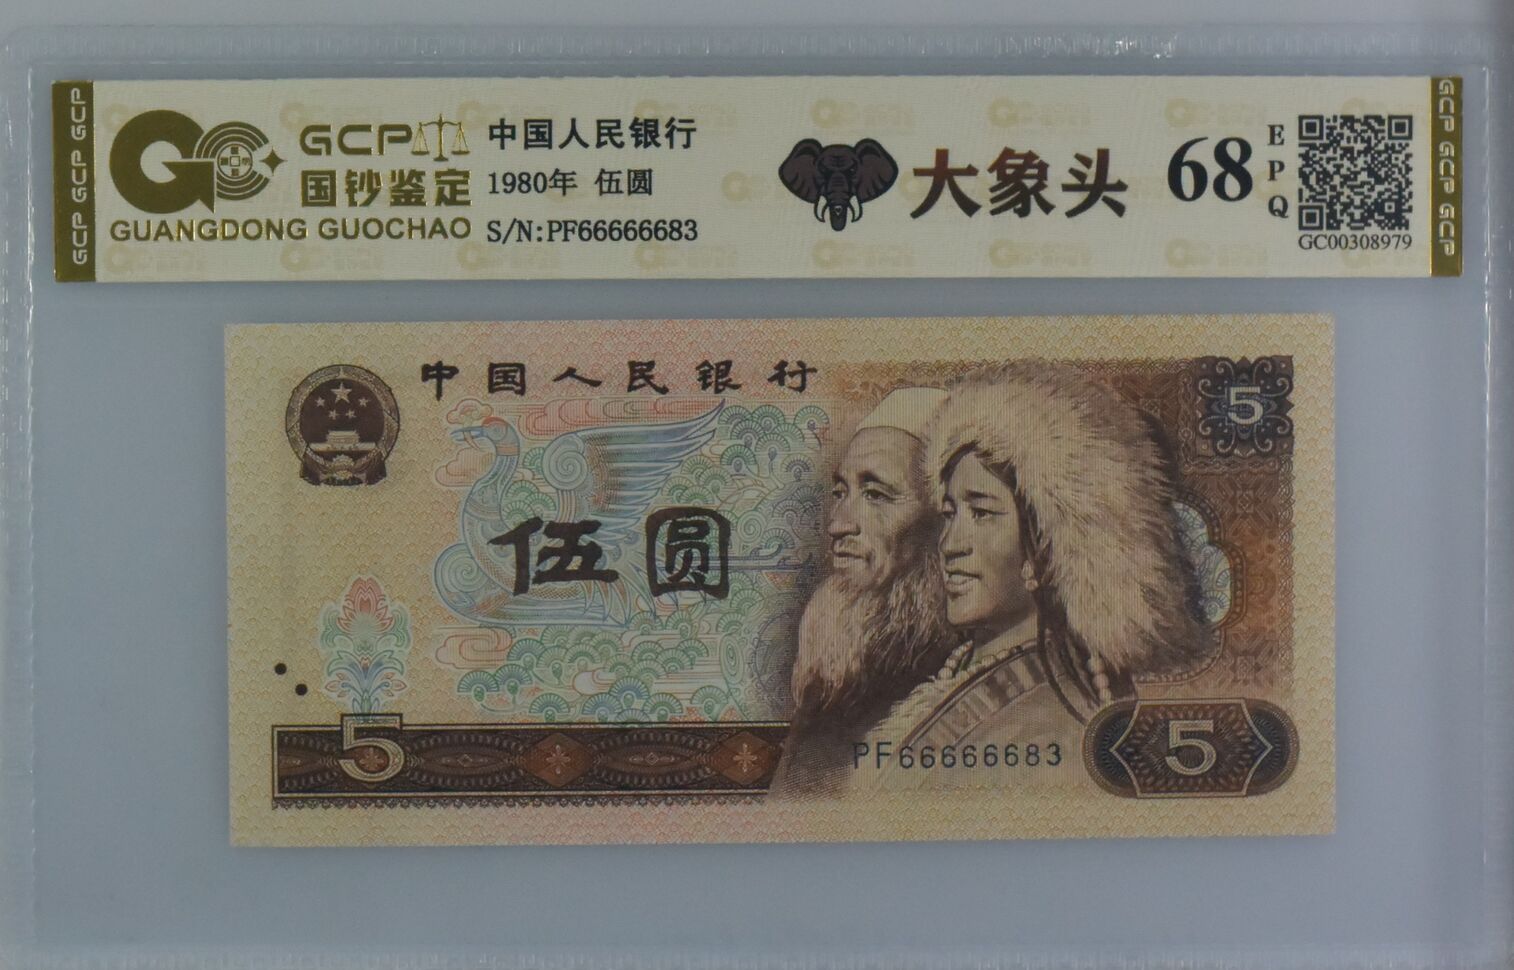 GCP GCP GCP
GCP
国钞鉴定
GUANGDONG GUOCHAO
中国人民银行
1980年 伍圆
S/N:PF66666683
大象头
68
EPQ
GC00308979
GCP GCP GCP
中国人民银行
5
伍圆
5
PF66666683
5